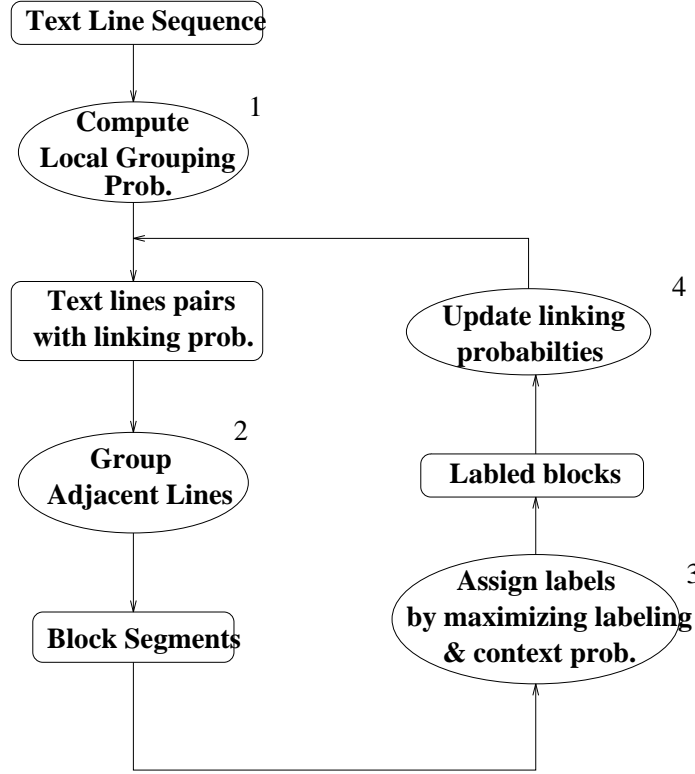 Text Line Sequence
1
Compute
Local Grouping
Prob.
Text lines pairs
with linking prob.
2
Group
Adjacent Lines
Block Segments
3
Assign labels
by maximizing labeling
& context prob.
Labled blocks
4
Update linking
probabilties